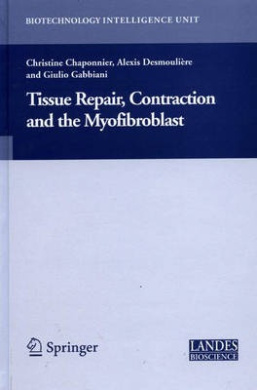 BIOTECHNOLOGY INTELLIGENCE UNIT
Christine Chaponnier, Alexis Desmoulière
and Giulio Gabbiani
Tissue Repair, Contraction
and the Myofibroblast
Springer
LANDES
BIOSCIENCE